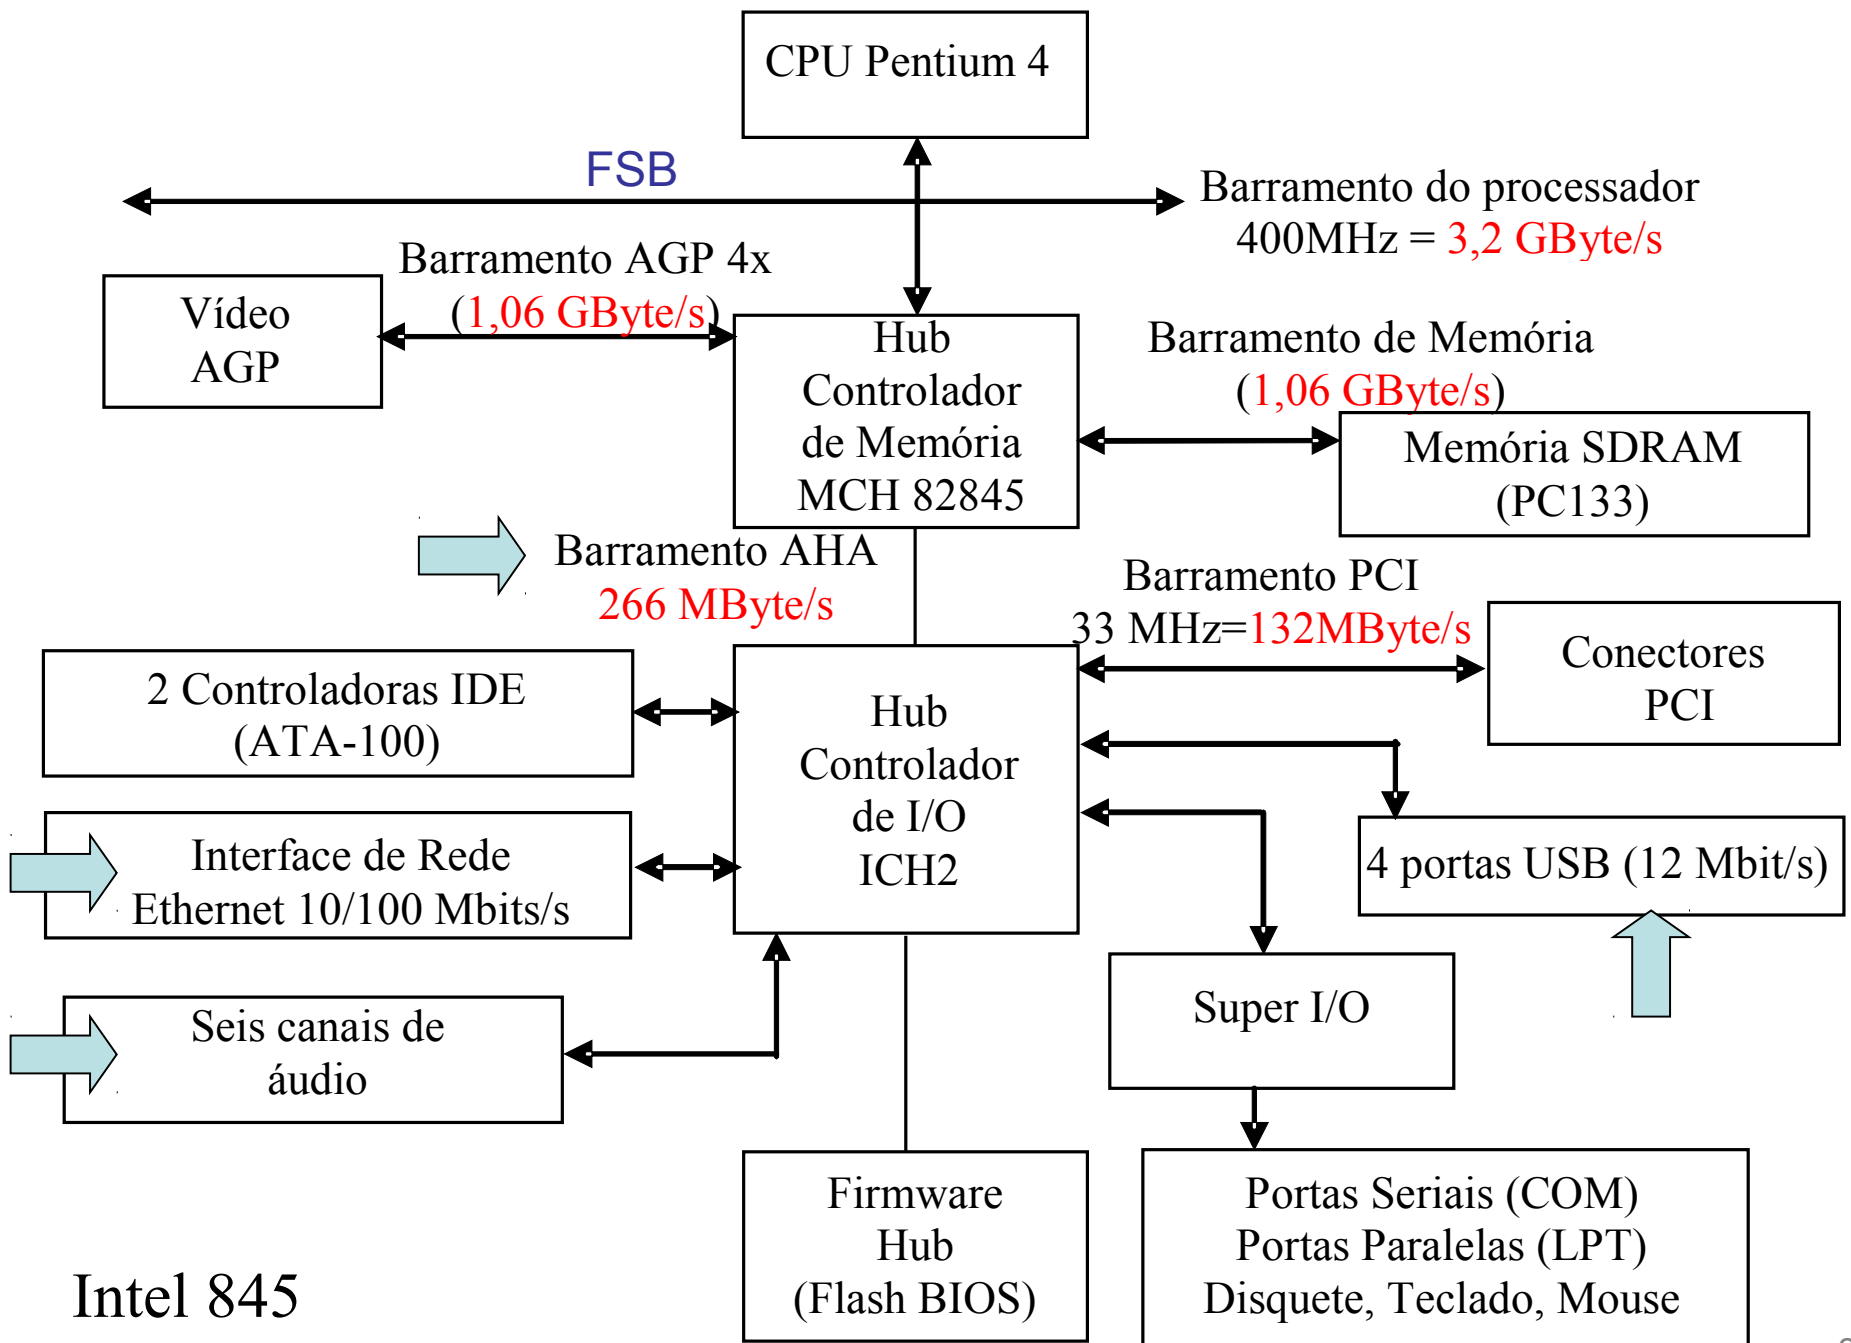 CPU Pentium 4
FSB
Barramento do processador
400MHz = 3,2 GByte/s
Barramento AGP 4x
(1,06 GByte/s)
Vídeo
AGP
Hub
Controlador
de Memória
MCH 82845
Barramento de Memória
(1,06 GByte/s)
Memória SDRAM
(PC133)
Barramento AHA
266 MByte/s
Barramento PCI
33 MHz=132MByte/s
Conectores
PCI
2 Controladoras IDE
(ATA-100)
Hub
Controlador
de I/O
ICH2
Interface de Rede
Ethernet 10/100 Mbits/s
4 portas USB (12 Mbit/s)
Seis canais de
áudio
Super I/O
Firmware
Hub
(Flash BIOS)
Portas Seriais (COM)
Portas Paralelas (LPT)
Disquete, Teclado, Mouse
Intel 845